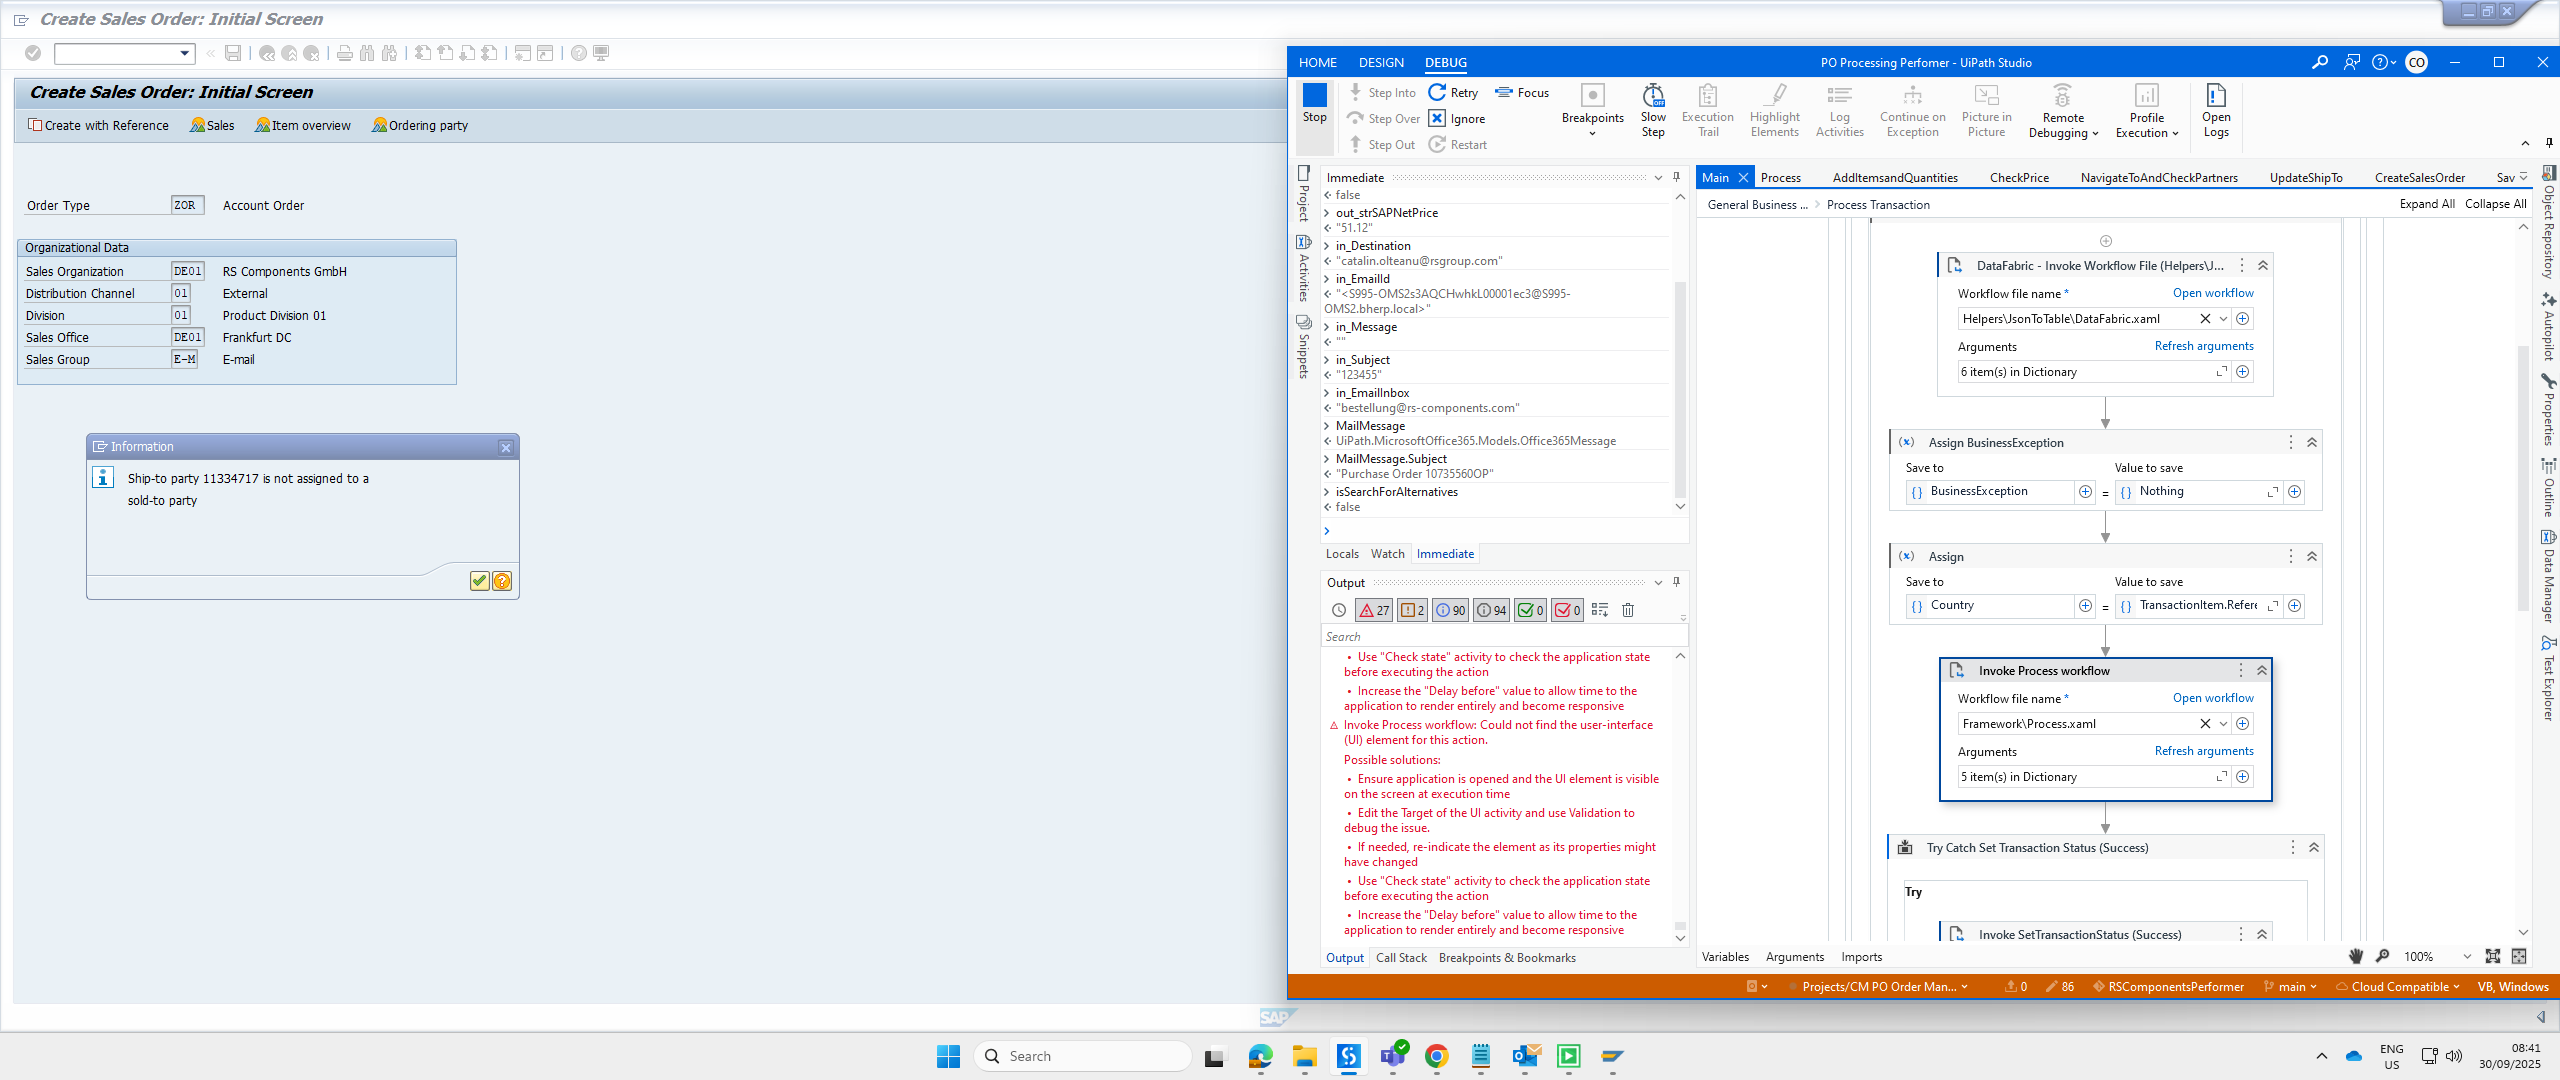 Create Sales Order: Initial Screen
Create Sales Order: Initial Screen
Create with Reference
Sales
Item overview
Ordering party
Order Type ZOR Account Order
Organizational Data
Sales Organization DE01 RS Components GmbH
Distribution Channel 01 External
Division 01 Product Division 01
Sales Office DE01 Frankfurt DC
Sales Group E-M E-mail
Information
Ship-to party 11334717 is not assigned to a
sold-to party
HOME DESIGN DEBUG
PO Processing Perfomer - UiPath Studio
CO
Stop
Step Into
Step Over
Step Out
Retry
Ignore
Restart
Focus
Breakpoints
Slow
Step
OFF
Execution
Trail
Highlight
Elements
Log
Activities
Continue on
Exception
Picture in
Picture
Remote
Debugging
Profile
Execution
Open
Logs
Project
Activities
Snippets
Immediate
false
out_strSAPNetPrice
"51.12"
in_Destination
"catalin.olteanu@rsgroup.com"
in_EmailId
"<S995-OMS2s3AQCHwhkL00001ec3@S995-
OMS2.bherp.local>"
in_Message
""
in_Subject
"123455"
in_EmailInbox
"bestellung@rs-components.com"
MailMessage
UiPath.MicrosoftOffice365.Models.Office365Message
MailMessage.Subject
"Purchase Order 10735560OP"
isSearchForAlternatives
false
Locals Watch Immediate
Output
27 2 90 94 0 0
Search
• Use "Check state" activity to check the application state
before executing the action
• Increase the "Delay before" value to allow time to the
application to render entirely and become responsive
Invoke Process workflow: Could not find the user-interface
(UI) element for this action.
Possible solutions:
• Ensure application is opened and the UI element is visible
on the screen at execution time
• Edit the Target of the UI activity and use Validation to
debug the issue.
• If needed, re-indicate the element as its properties might
have changed
• Use "Check state" activity to check the application state
before executing the action
• Increase the "Delay before" value to allow time to the
application to render entirely and become responsive
Output Call Stack Breakpoints & Bookmarks
Main Process AddItemsandQuantities CheckPrice NavigateToAndCheckPartners UpdateShipTo CreateSalesOrder Sav
General Business ... > Process Transaction
Expand All Collapse All
DataFabric - Invoke Workflow File (Helpers\J...
Workflow file name * Open workflow
Helpers\JsonToTable\DataFabric.xaml
Arguments Refresh arguments
6 item(s) in Dictionary
Assign BusinessException
Save to Value to save
BusinessException = Nothing
Assign
Save to Value to save
Country = TransactionItem.Refere
Invoke Process workflow
Workflow file name * Open workflow
Framework\Process.xaml
Arguments Refresh arguments
5 item(s) in Dictionary
Try Catch Set Transaction Status (Success)
Try
Invoke SetTransactionStatus (Success)
Variables Arguments Imports
100%
Object Repository
Autopilot
Properties
Outline
Data Manager
Test Explorer
Projects/CM PO Order Man... 0 86 RSComponentsPerformer main Cloud Compatible VB, Windows
SAP
Search
ENG
US
08:41
30/09/2025